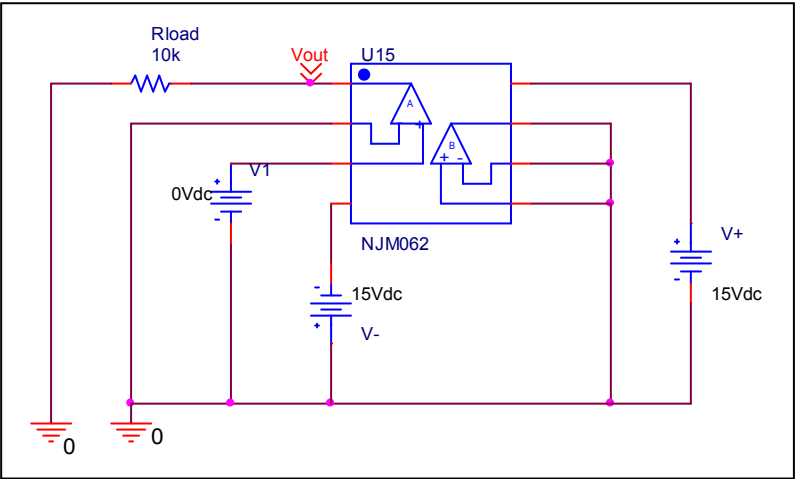 Rload
10k
Vout
U15
A
+
B
+ -
V1
0Vdc
+
-
NJM062
-
15Vdc
+
V-
V+
+
15Vdc
-
0
0